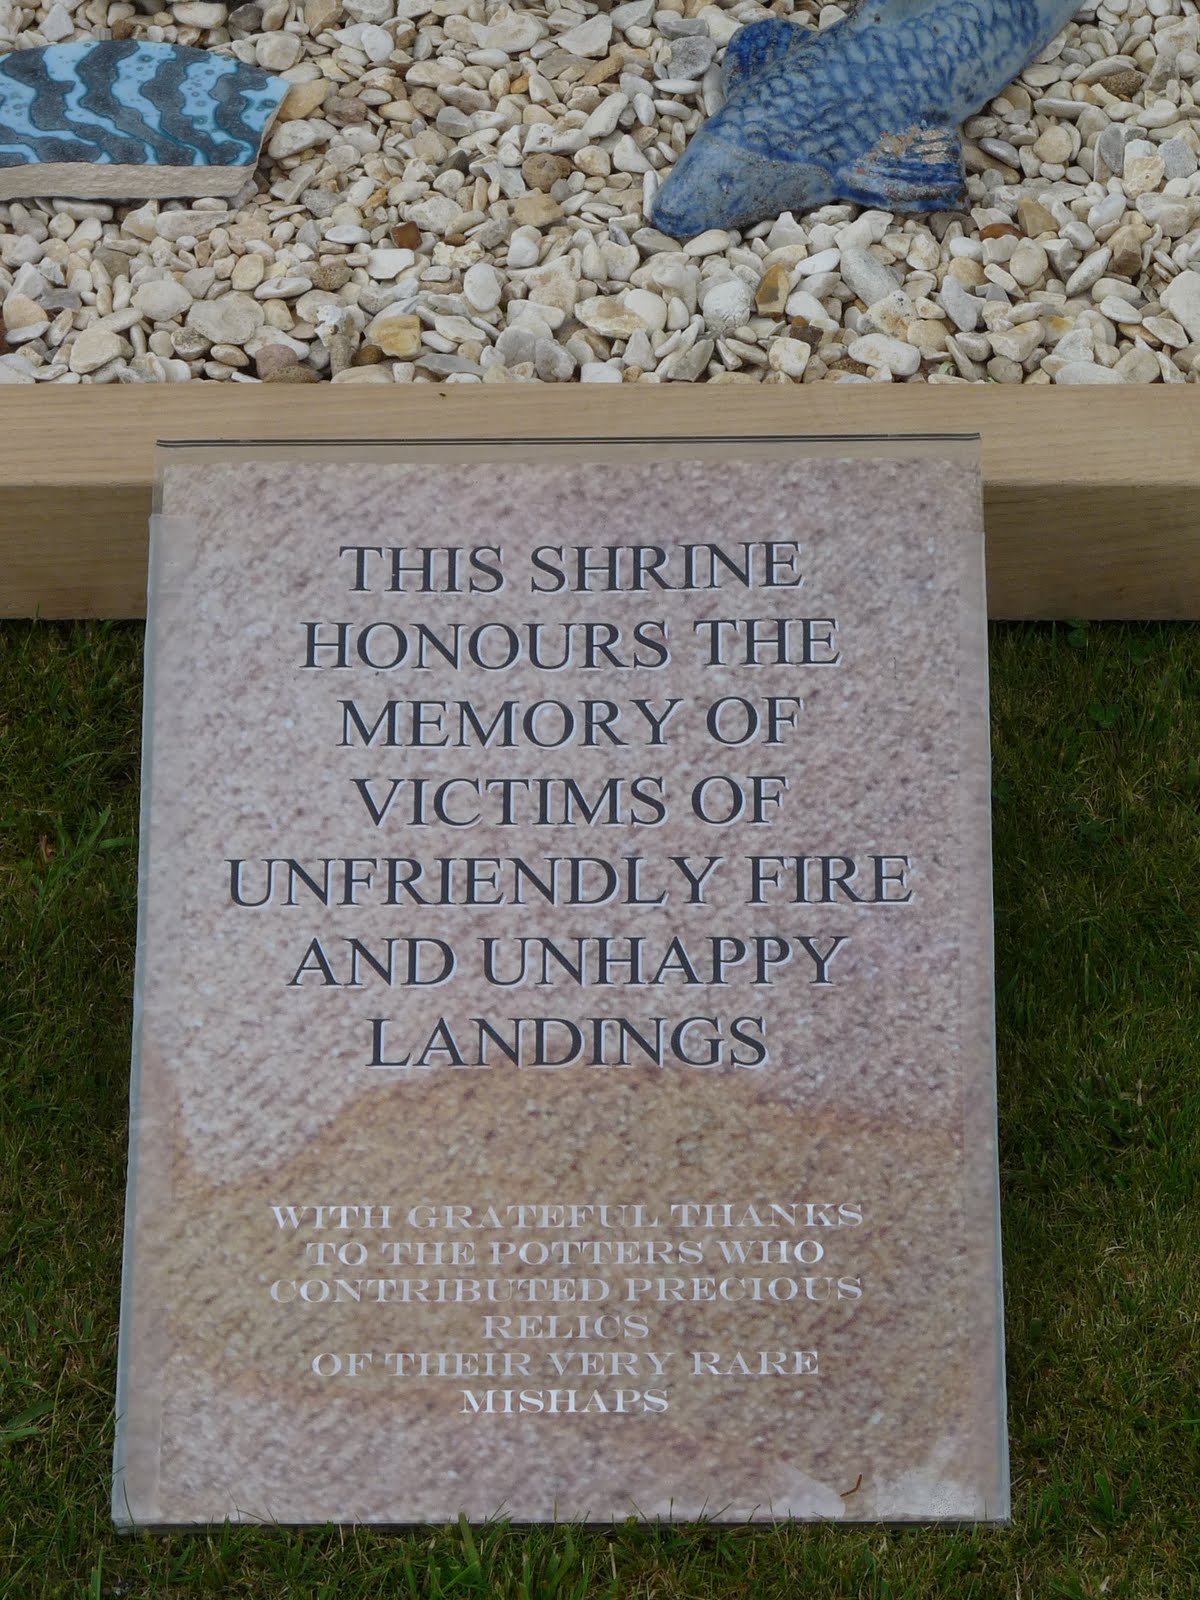 THIS SHRINE
HONOURS THE
MEMORY OF
VICTIMS OF
UNFRIENDLY FIRE
AND UNHAPPY
LANDINGS
WITH GRATEFUL THANKS
TO THE POTTERS WHO
CONTRIBUTED PRECIOUS
RELICS
OF THEIR VERY RARE
MISHAPS